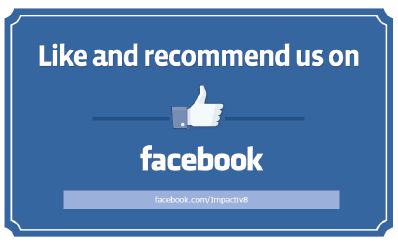 Like and recommend us on
facebook
facebook.com/Impactiv8